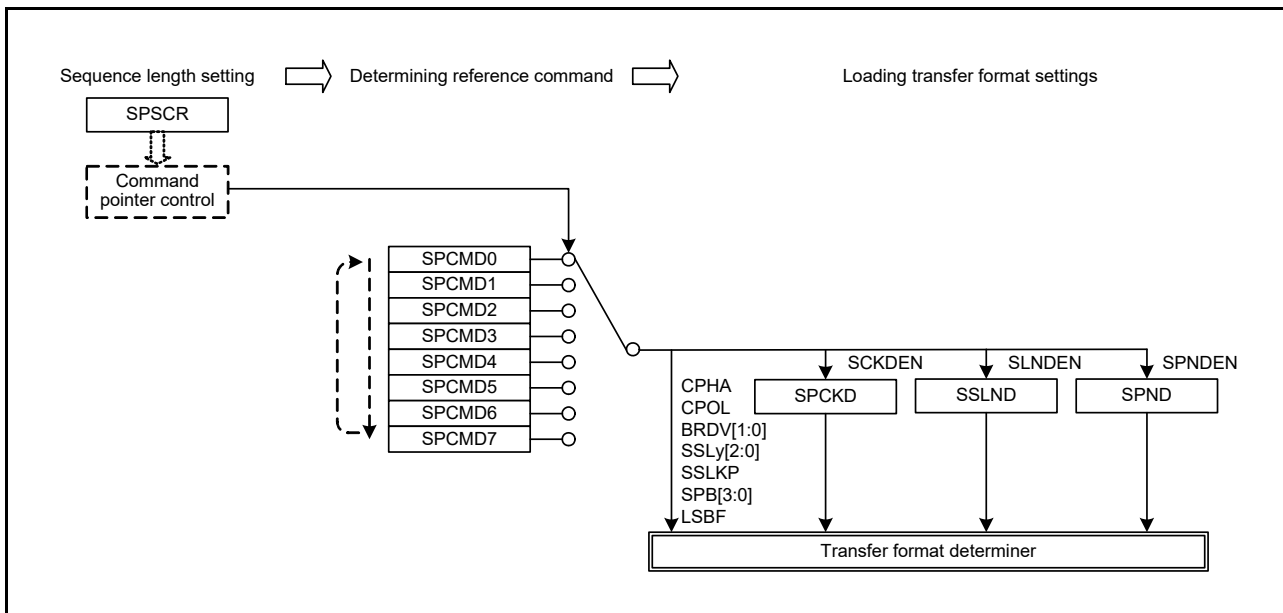 Sequence length setting
Determining reference command
Loading transfer format settings
SPSCR
Command
pointer control
SPCMD0
SPCMD1
SPCMD2
SPCMD3
SPCMD4
SPCMD5
SPCMD6
SPCMD7
SCKDEN
SLNDEN
SPNDEN
CPHA
CPOL
BRDV[1:0]
SSLy[2:0]
SSLKP
SPB[3:0]
LSBF
SPCKD
SSLND
SPND
Transfer format determiner